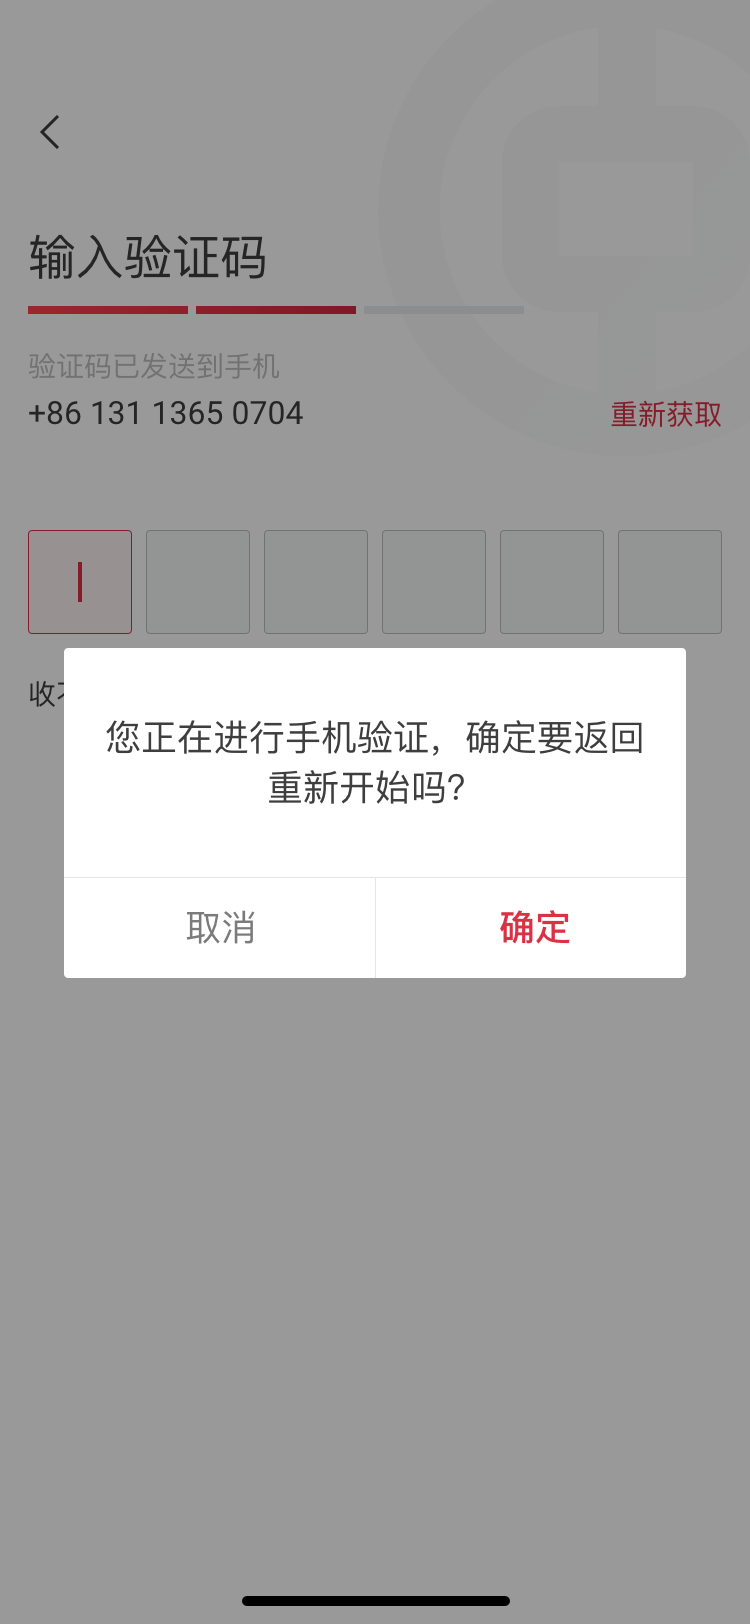 输入验证码
验证码已发送到手机
+86 131 1365 0704
重新获取
收
您正在进行手机验证，确定要返回
重新开始吗?
取消
确定